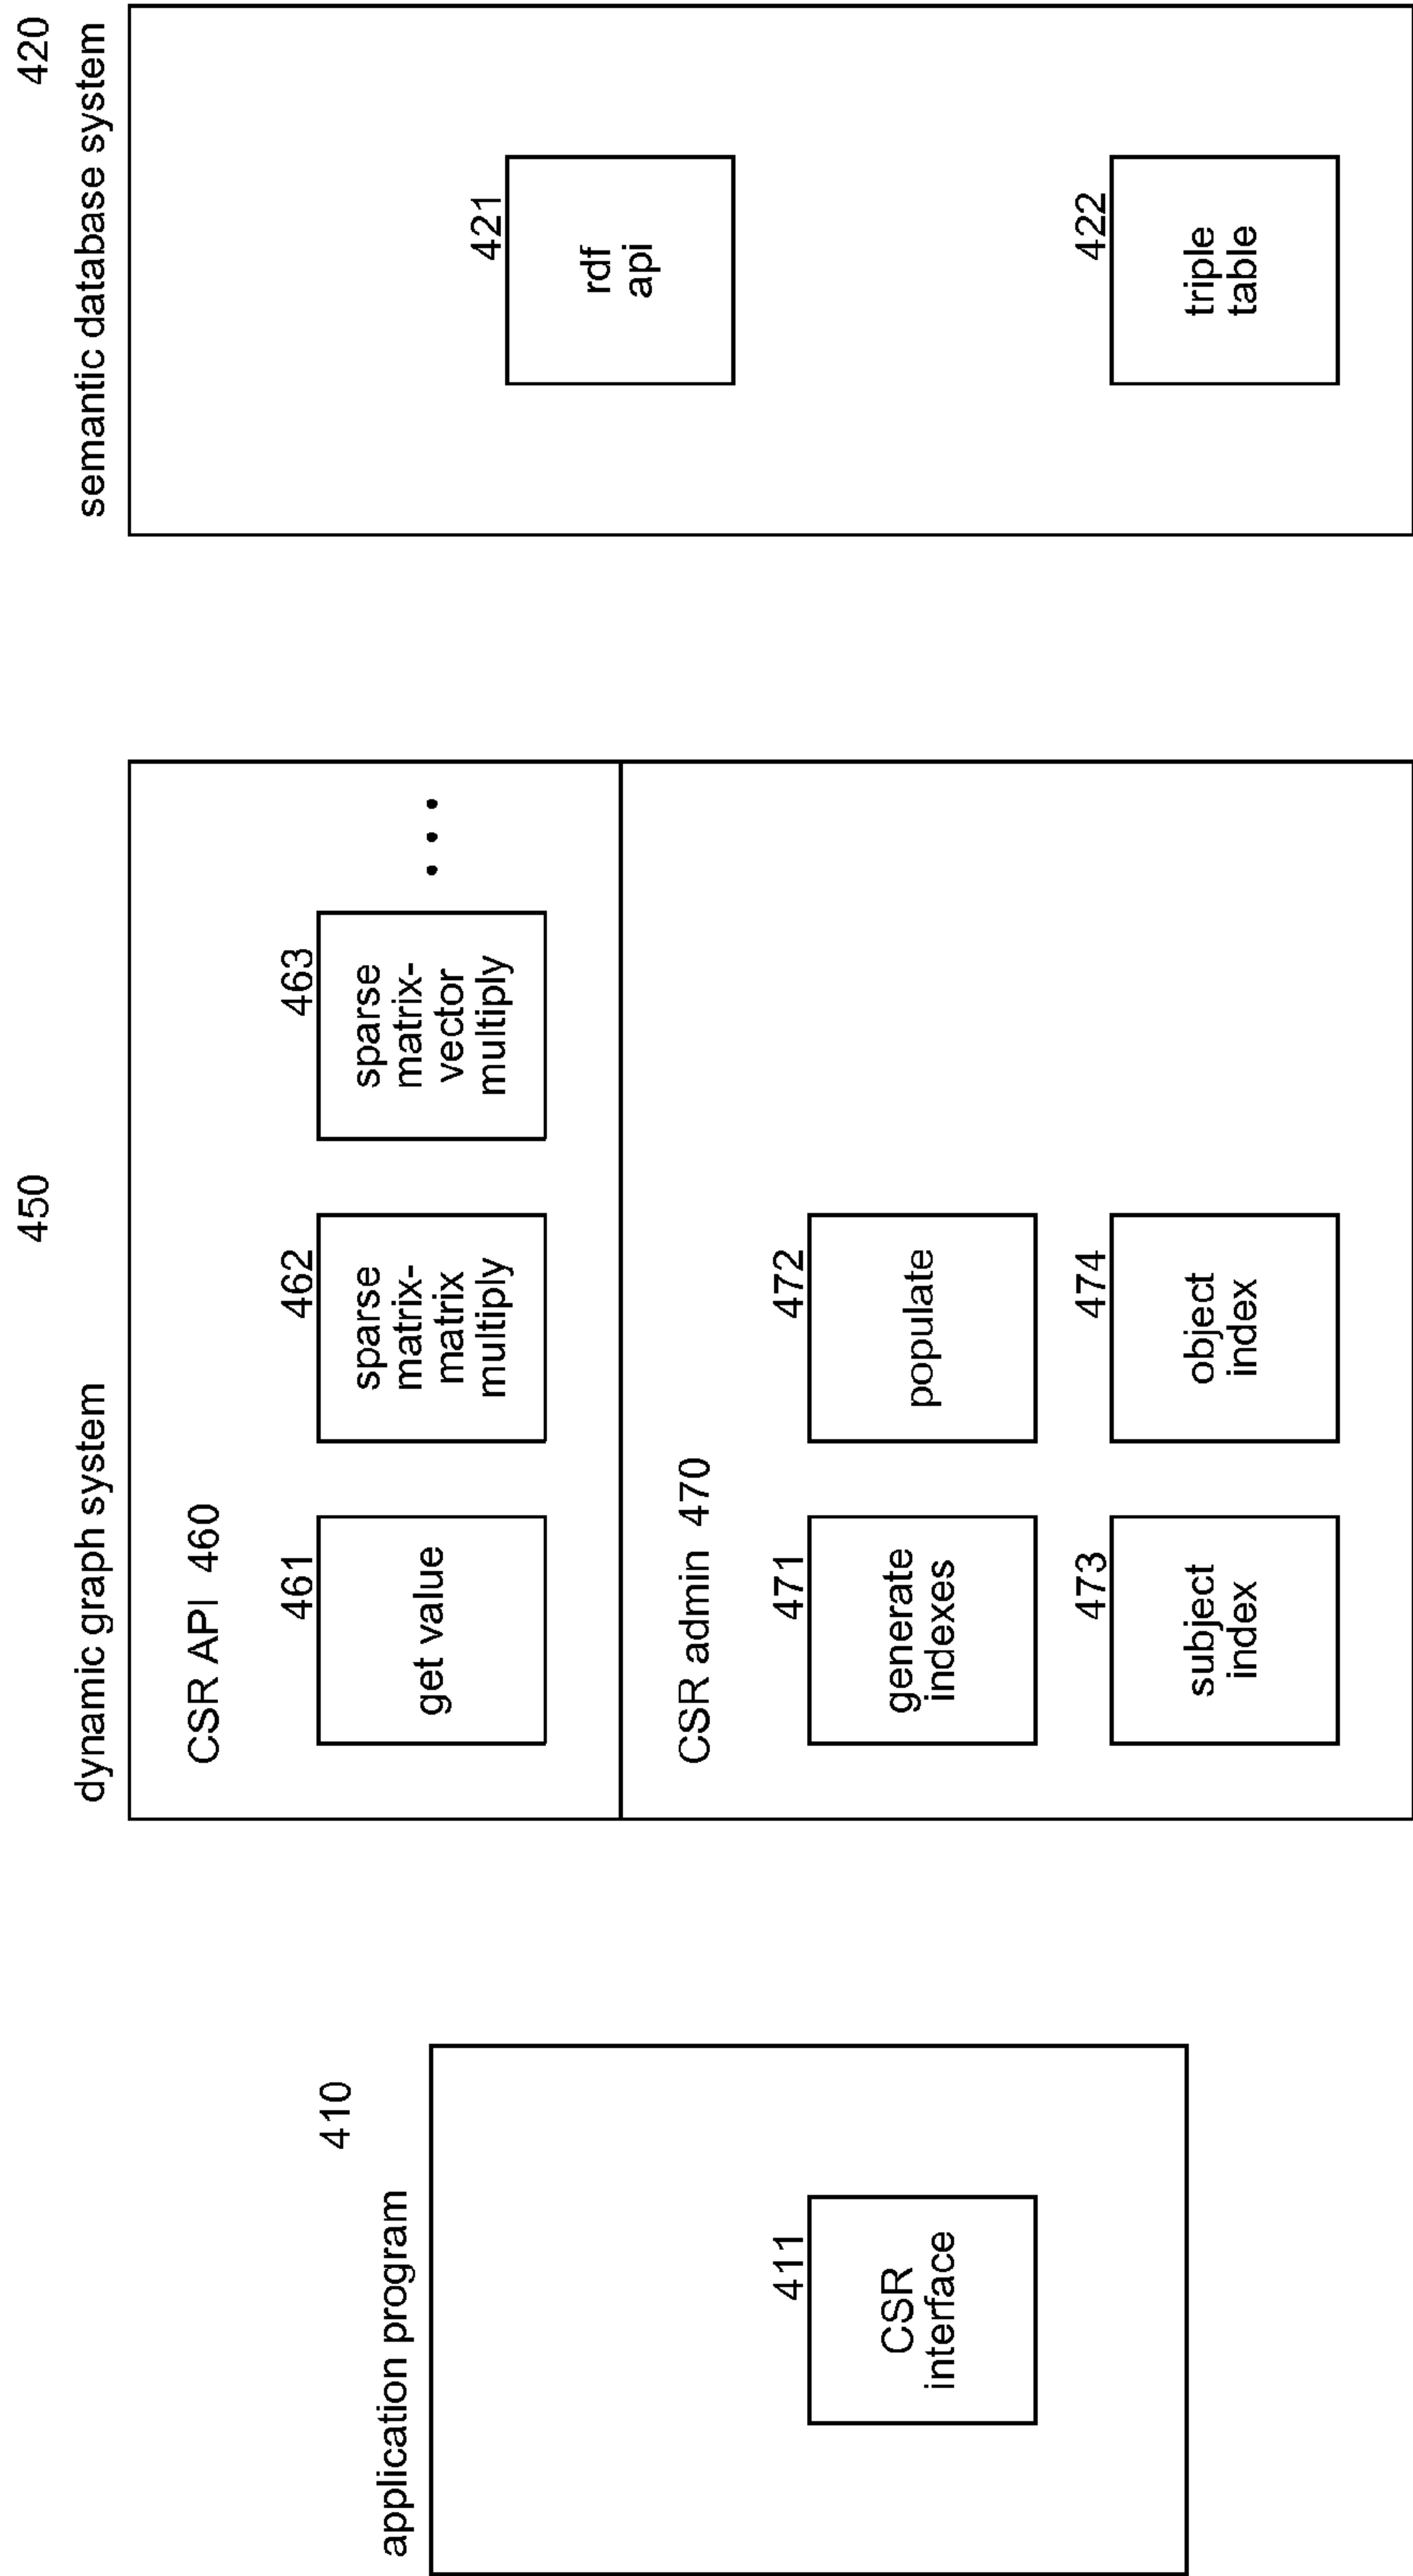 410
application program
411
CSR
interface
450
dynamic graph system
CSR API 460
461
get value
462
sparse
matrix-
matrix
multiply
463
sparse
matrix-
vector
multiply
...
CSR admin 470
471
generate
indexes
472
populate
473
subject
index
474
object
index
420
semantic database system
421
rdf
api
422
triple
table